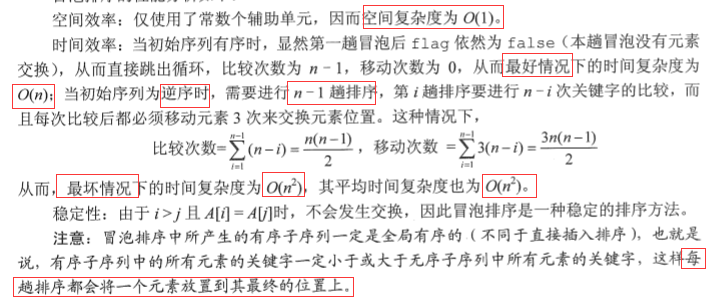 空间效率：仅使用了常数个辅助单元，因而空间复杂度为 O(1)。
时间效率：当初始序列有序时，显然第一趟冒泡后 flag 依然为 false（本趟冒泡没有元素
交换），从而直接跳出循环，比较次数为 n - 1，移动次数为 0，从而最好情况下的时间复杂度为
O(n)；当初始序列为逆序时，需要进行 n - 1 趟排序，第 i 趟排序要进行 n - i 次关键字的比较，而
且每次比较后都必须移动元素 3 次来交换元素位置。这种情况下，
比较次数=∑_{i=1}^{n-1}(n-i)=n(n-1)/2，移动次数 =∑_{i=1}^{n-1}3(n-i)=3n(n-1)/2
从而，最坏情况下的时间复杂度为 O(n²)，其平均时间复杂度也为 O(n²)。
稳定性：由于 i > j 且 A[i] = A[j]时，不会发生交换，因此冒泡排序是一种稳定的排序方法。
注意：冒泡排序中所产生的有序子序列一定是全局有序的（不同于直接插入排序），也就是
说，有序子序列中的所有元素的关键字一定小于或大于无序子序列中所有元素的关键字，这样每
趟排序都会将一个元素放置到其最终的位置上。